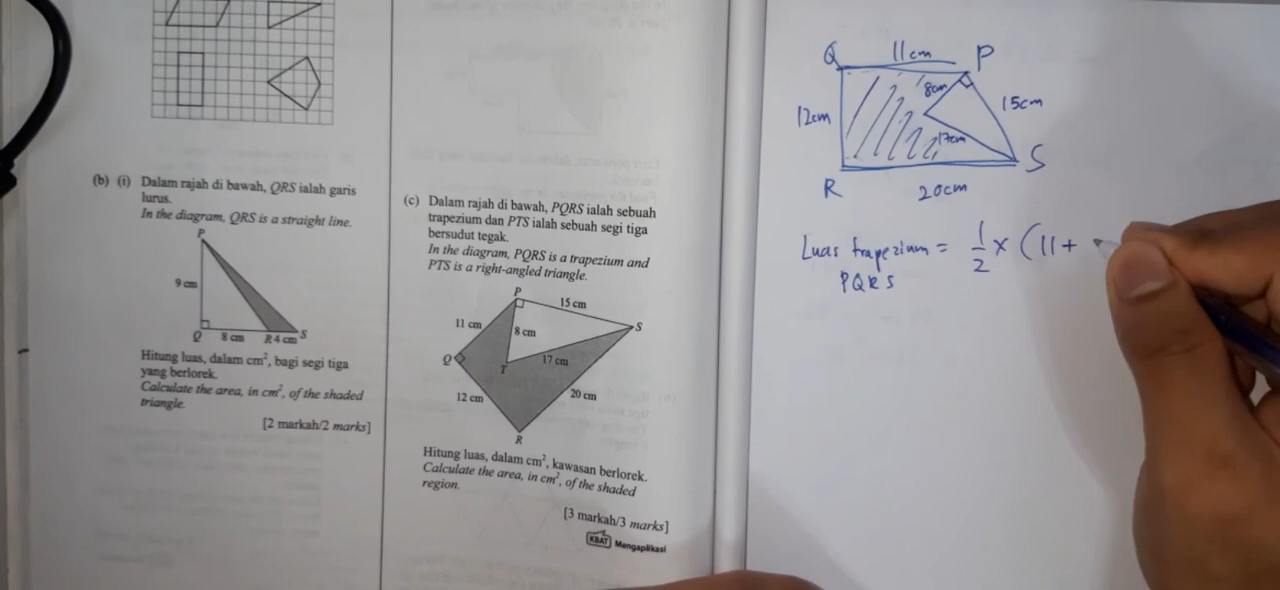 (b) (i) Dalam rajah di bawah, QRS ialah garis
lurus.
In the diagram, QRS is a straight line.
P
9 cm
Q 8 cm R 4 cm S
Hitung luas, dalam cm², bagi segi tiga
yang berlorek.
Calculate the area, in cm², of the shaded
triangle.
[2 markah/2 marks]
(c) Dalam rajah di bawah, PQRS ialah sebuah
trapezium dan PTS ialah sebuah segi tiga
bersudut tegak.
In the diagram, PQRS is a trapezium and
PTS is a right-angled triangle.
P
15 cm
11 cm
8 cm
S
Q
T
17 cm
12 cm
20 cm
R
Hitung luas, dalam cm², kawasan berlorek.
Calculate the area, in cm², of the shaded
region.
[3 markah/3 marks]
KBAT Mengaplikasi
Q 11cm P
8cm
15cm
12cm
17cm
S
R
20cm
Luas trapezium = 1/2 x (11 +
PQRS